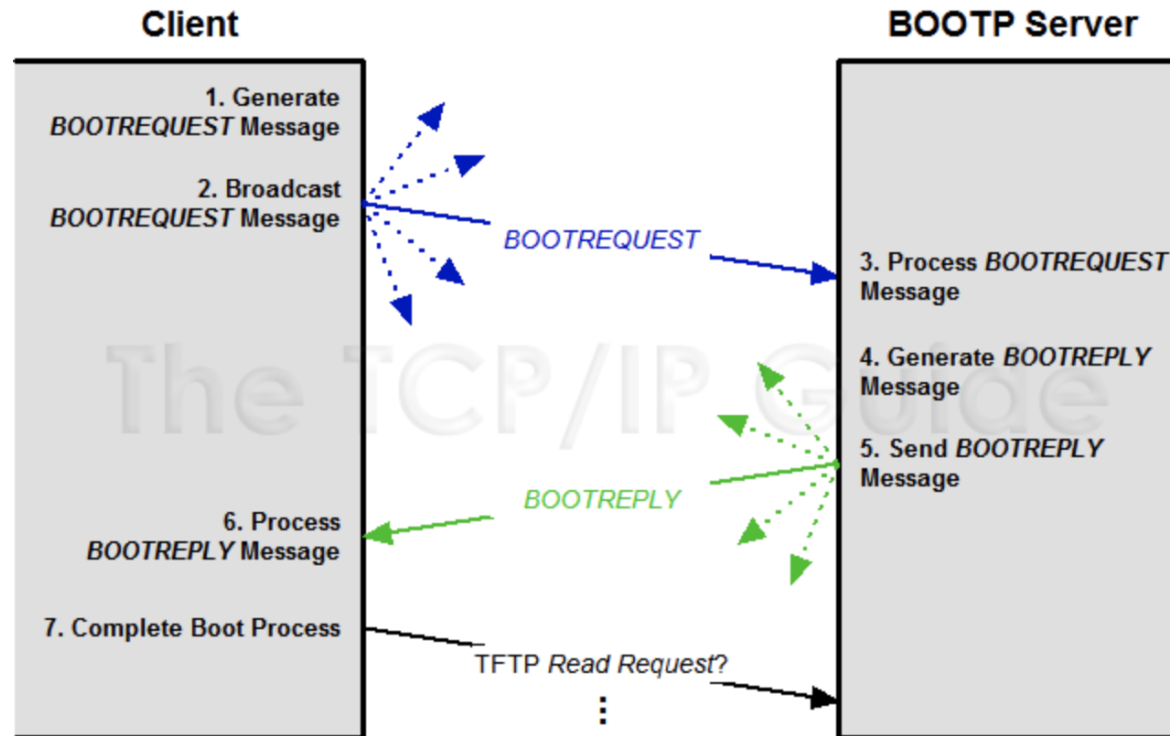 Client
BOOTP Server
1. Generate
BOOTREQUEST Message
2. Broadcast
BOOTREQUEST Message
BOOTREQUEST
3. Process BOOTREQUEST
Message
The TCP/IP Guide
4. Generate BOOTREPLY
Message
5. Send BOOTREPLY
Message
BOOTREPLY
6. Process
BOOTREPLY Message
7. Complete Boot Process
TFTP Read Request?